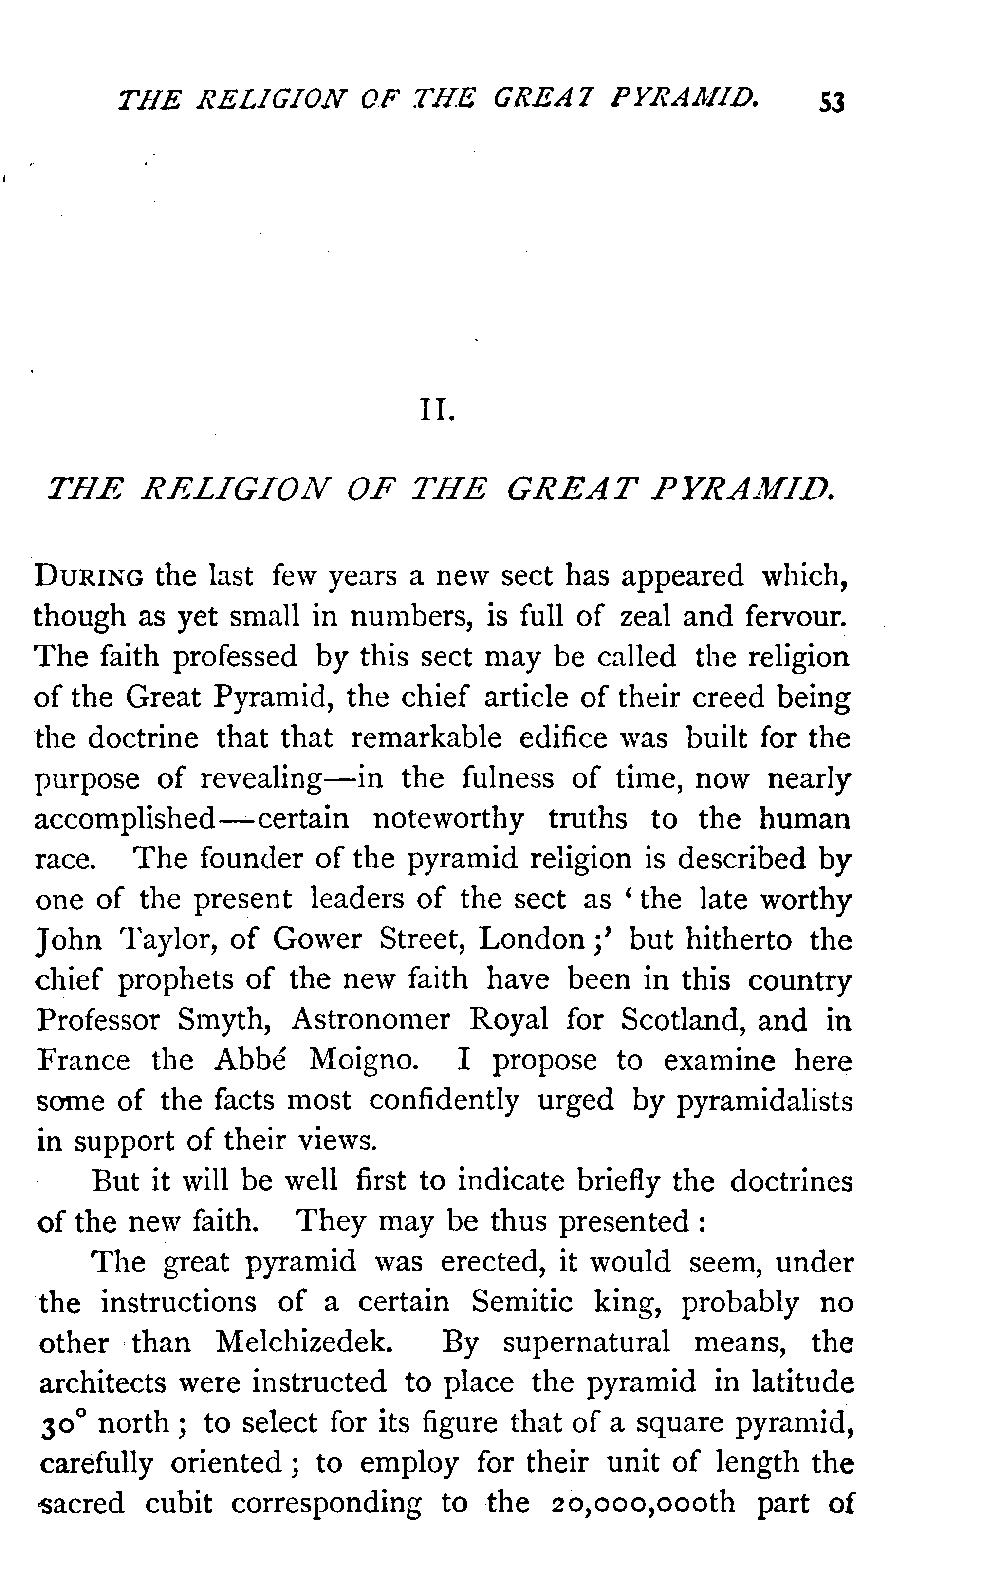 THE RELIGION OF THE GREAT PYRAMID. 53
II.
THE RELIGION OF THE GREAT PYRAMID.
DURING the last few years a new sect has appeared which,
though as yet small in numbers, is full of zeal and fervour.
The faith professed by this sect may be called the religion
of the Great Pyramid, the chief article of their creed being
the doctrine that that remarkable edifice was built for the
purpose of revealing—in the fulness of time, now nearly
accomplished—certain noteworthy truths to the human
race. The founder of the pyramid religion is described by
one of the present leaders of the sect as ‘the late worthy
John Taylor, of Gower Street, London;’ but hitherto the
chief prophets of the new faith have been in this country
Professor Smyth, Astronomer Royal for Scotland, and in
France the Abbé Moigno. I propose to examine here
some of the facts most confidently urged by pyramidalists
in support of their views.
But it will be well first to indicate briefly the doctrines
of the new faith. They may be thus presented :
The great pyramid was erected, it would seem, under
the instructions of a certain Semitic king, probably no
other than Melchizedek. By supernatural means, the
architects were instructed to place the pyramid in latitude
30° north ; to select for its figure that of a square pyramid,
carefully oriented ; to employ for their unit of length the
sacred cubit corresponding to the 20,000,000th part of